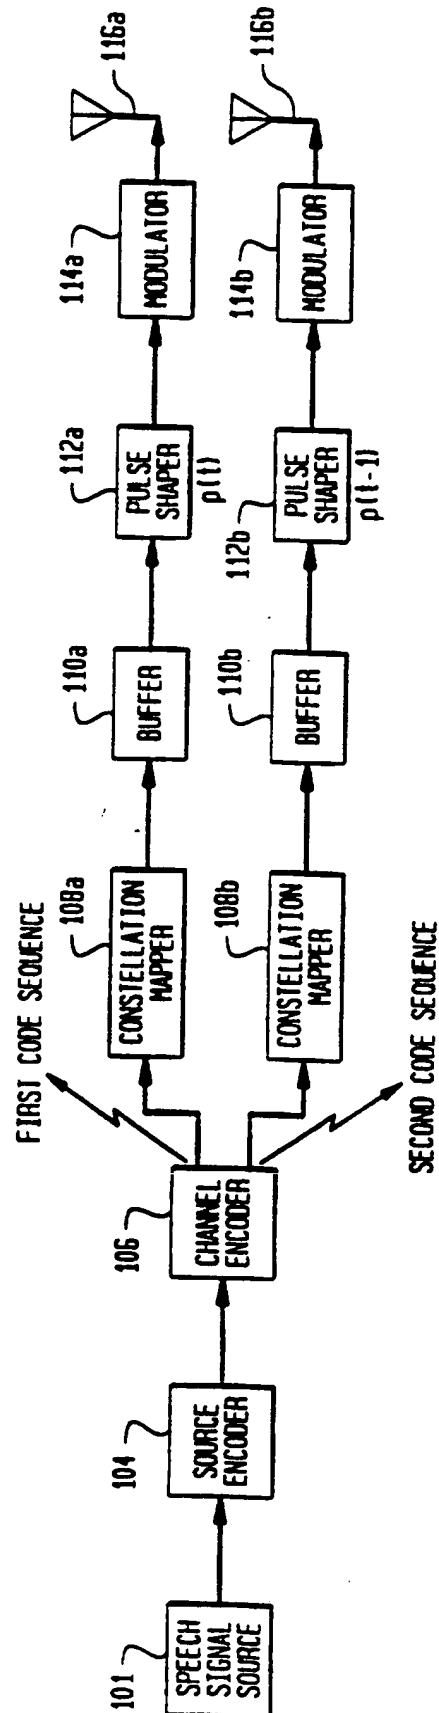 101
SPEECH
SIGNAL
SOURCE
104
SOURCE
ENCODER
106
CHANNEL
ENCODER
FIRST CODE SEQUENCE
SECOND CODE SEQUENCE
108a
CONSTELLATION
MAPPER
110a
BUFFER
112a
PULSE
SHAPER
p(t)
114a
MODULATOR
116a
108b
CONSTELLATION
MAPPER
110b
BUFFER
112b
PULSE
SHAPER
p(t-1)
114b
MODULATOR
116b